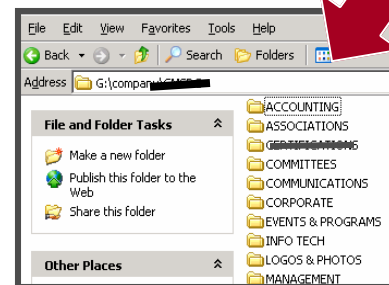 File Edit View Favorites Tools Help
Back Search Folders
Address G:\company\
File and Folder Tasks
Make a new folder
Publish this folder to the
Web
Share this folder
Other Places
ACCOUNTING
ASSOCIATIONS
COMMITTEES
COMMUNICATIONS
CORPORATE
EVENTS & PROGRAMS
INFO TECH
LOGOS & PHOTOS
MANAGEMENT